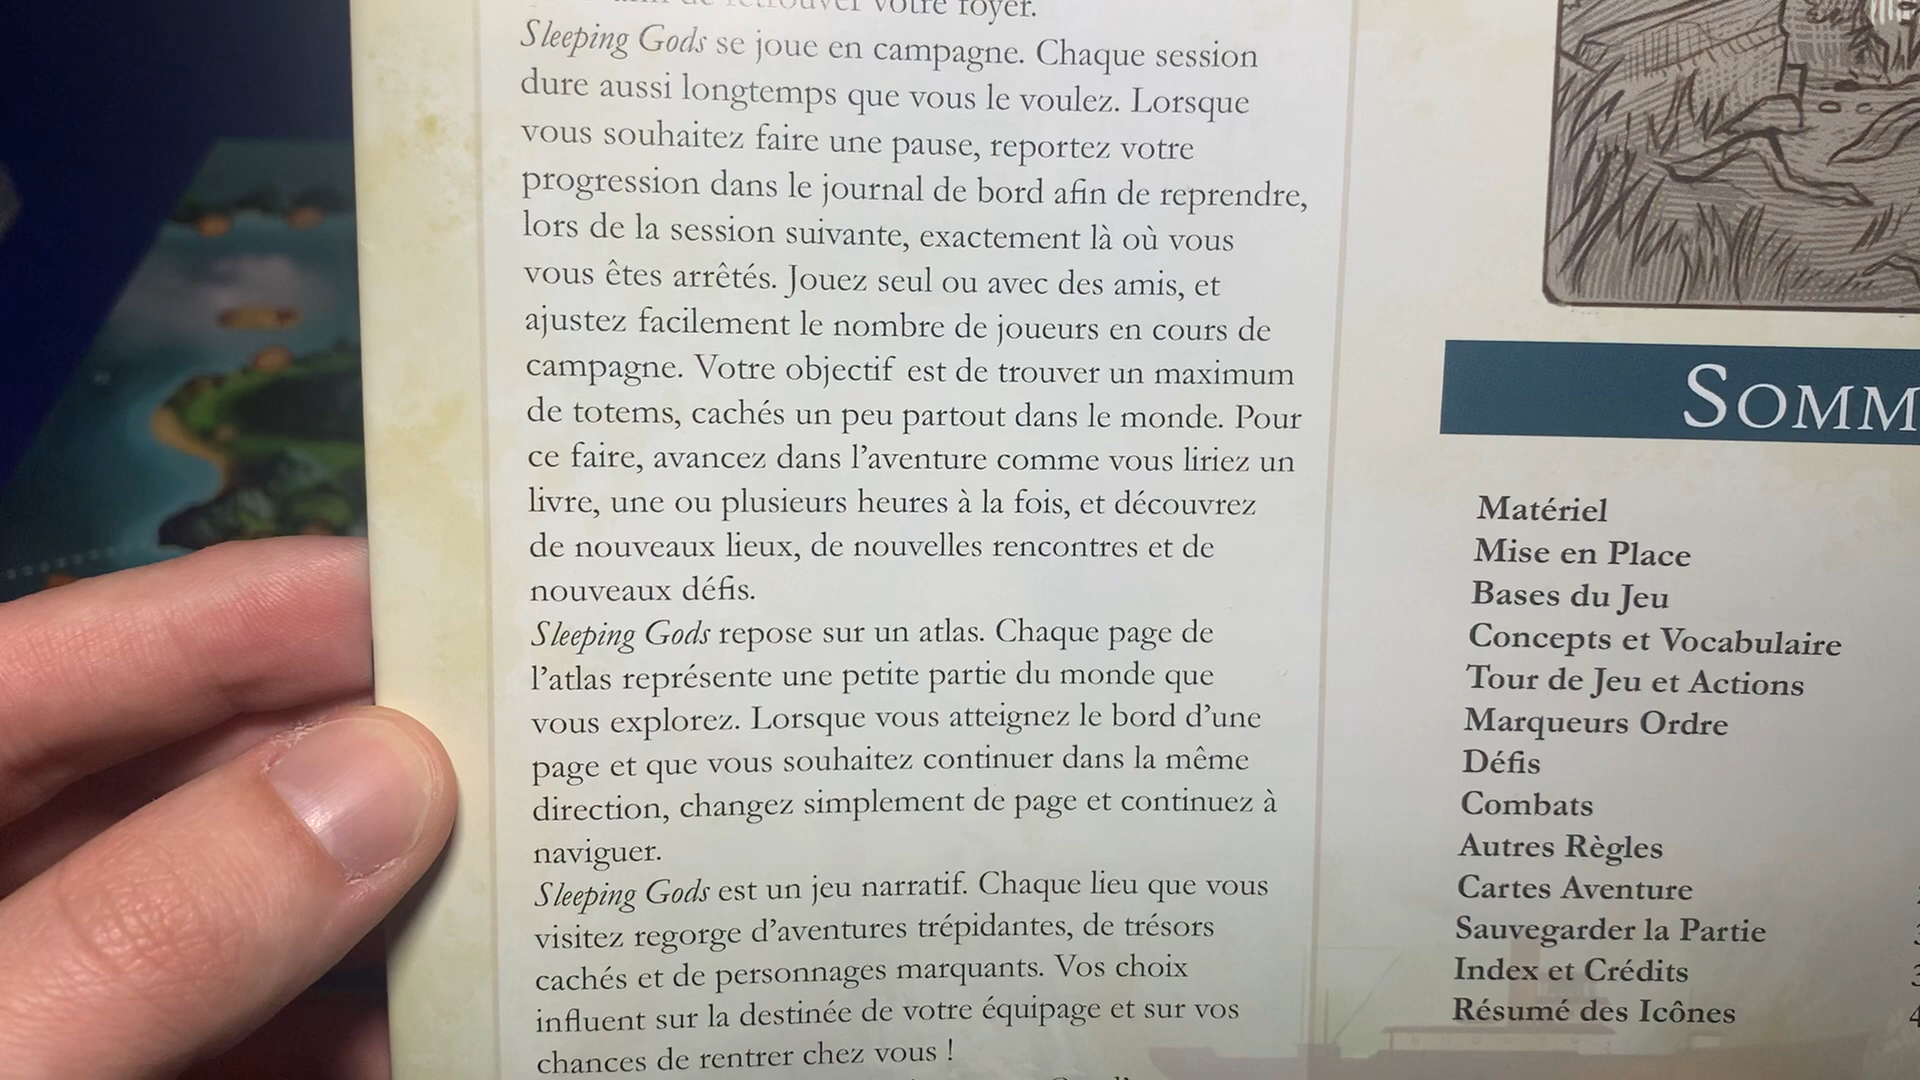 votre foyer.
Sleeping Gods se joue en campagne. Chaque session
dure aussi longtemps que vous le voulez. Lorsque
vous souhaitez faire une pause, reportez votre
progression dans le journal de bord afin de reprendre,
lors de la session suivante, exactement là où vous
vous êtes arrêtés. Jouez seul ou avec des amis, et
ajustez facilement le nombre de joueurs en cours de
campagne. Votre objectif est de trouver un maximum
de totems, cachés un peu partout dans le monde. Pour
ce faire, avancez dans l'aventure comme vous liriez un
livre, une ou plusieurs heures à la fois, et découvrez
de nouveaux lieux, de nouvelles rencontres et de
nouveaux défis.
Sleeping Gods repose sur un atlas. Chaque page de
l'atlas représente une petite partie du monde que
vous explorez. Lorsque vous atteignez le bord d'une
page et que vous souhaitez continuer dans la même
direction, changez simplement de page et continuez à
naviguer.
Sleeping Gods est un jeu narratif. Chaque lieu que vous
visitez regorge d'aventures trépidantes, de trésors
cachés et de personnages marquants. Vos choix
influent sur la destinée de votre équipage et sur vos
chances de rentrer chez vous !
SOMM
Matériel
Mise en Place
Bases du Jeu
Concepts et Vocabulaire
Tour de Jeu et Actions
Marqueurs Ordre
Défis
Combats
Autres Règles
Cartes Aventure
Sauvegarder la Partie
Index et Crédits
Résumé des Icônes